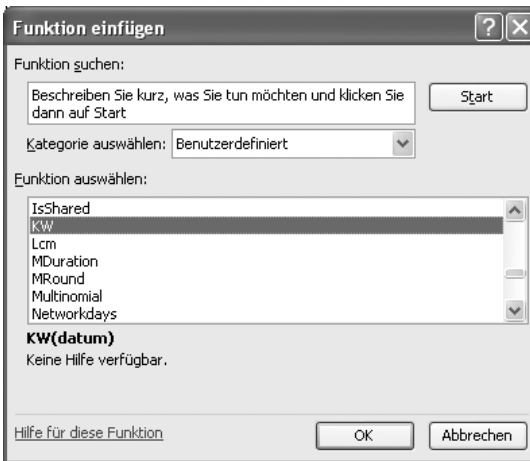 Funktion einfügen
Funktion suchen:
Beschreiben Sie kurz, was Sie tun möchten und klicken Sie
dann auf Start
Start
Kategorie auswählen: Benutzerdefiniert
Funktion auswählen:
IsShared
KW
Lcm
MDuration
MRound
Multinomial
Networkdays
KW(datum)
Keine Hilfe verfügbar.
Hilfe für diese Funktion
OK
Abbrechen